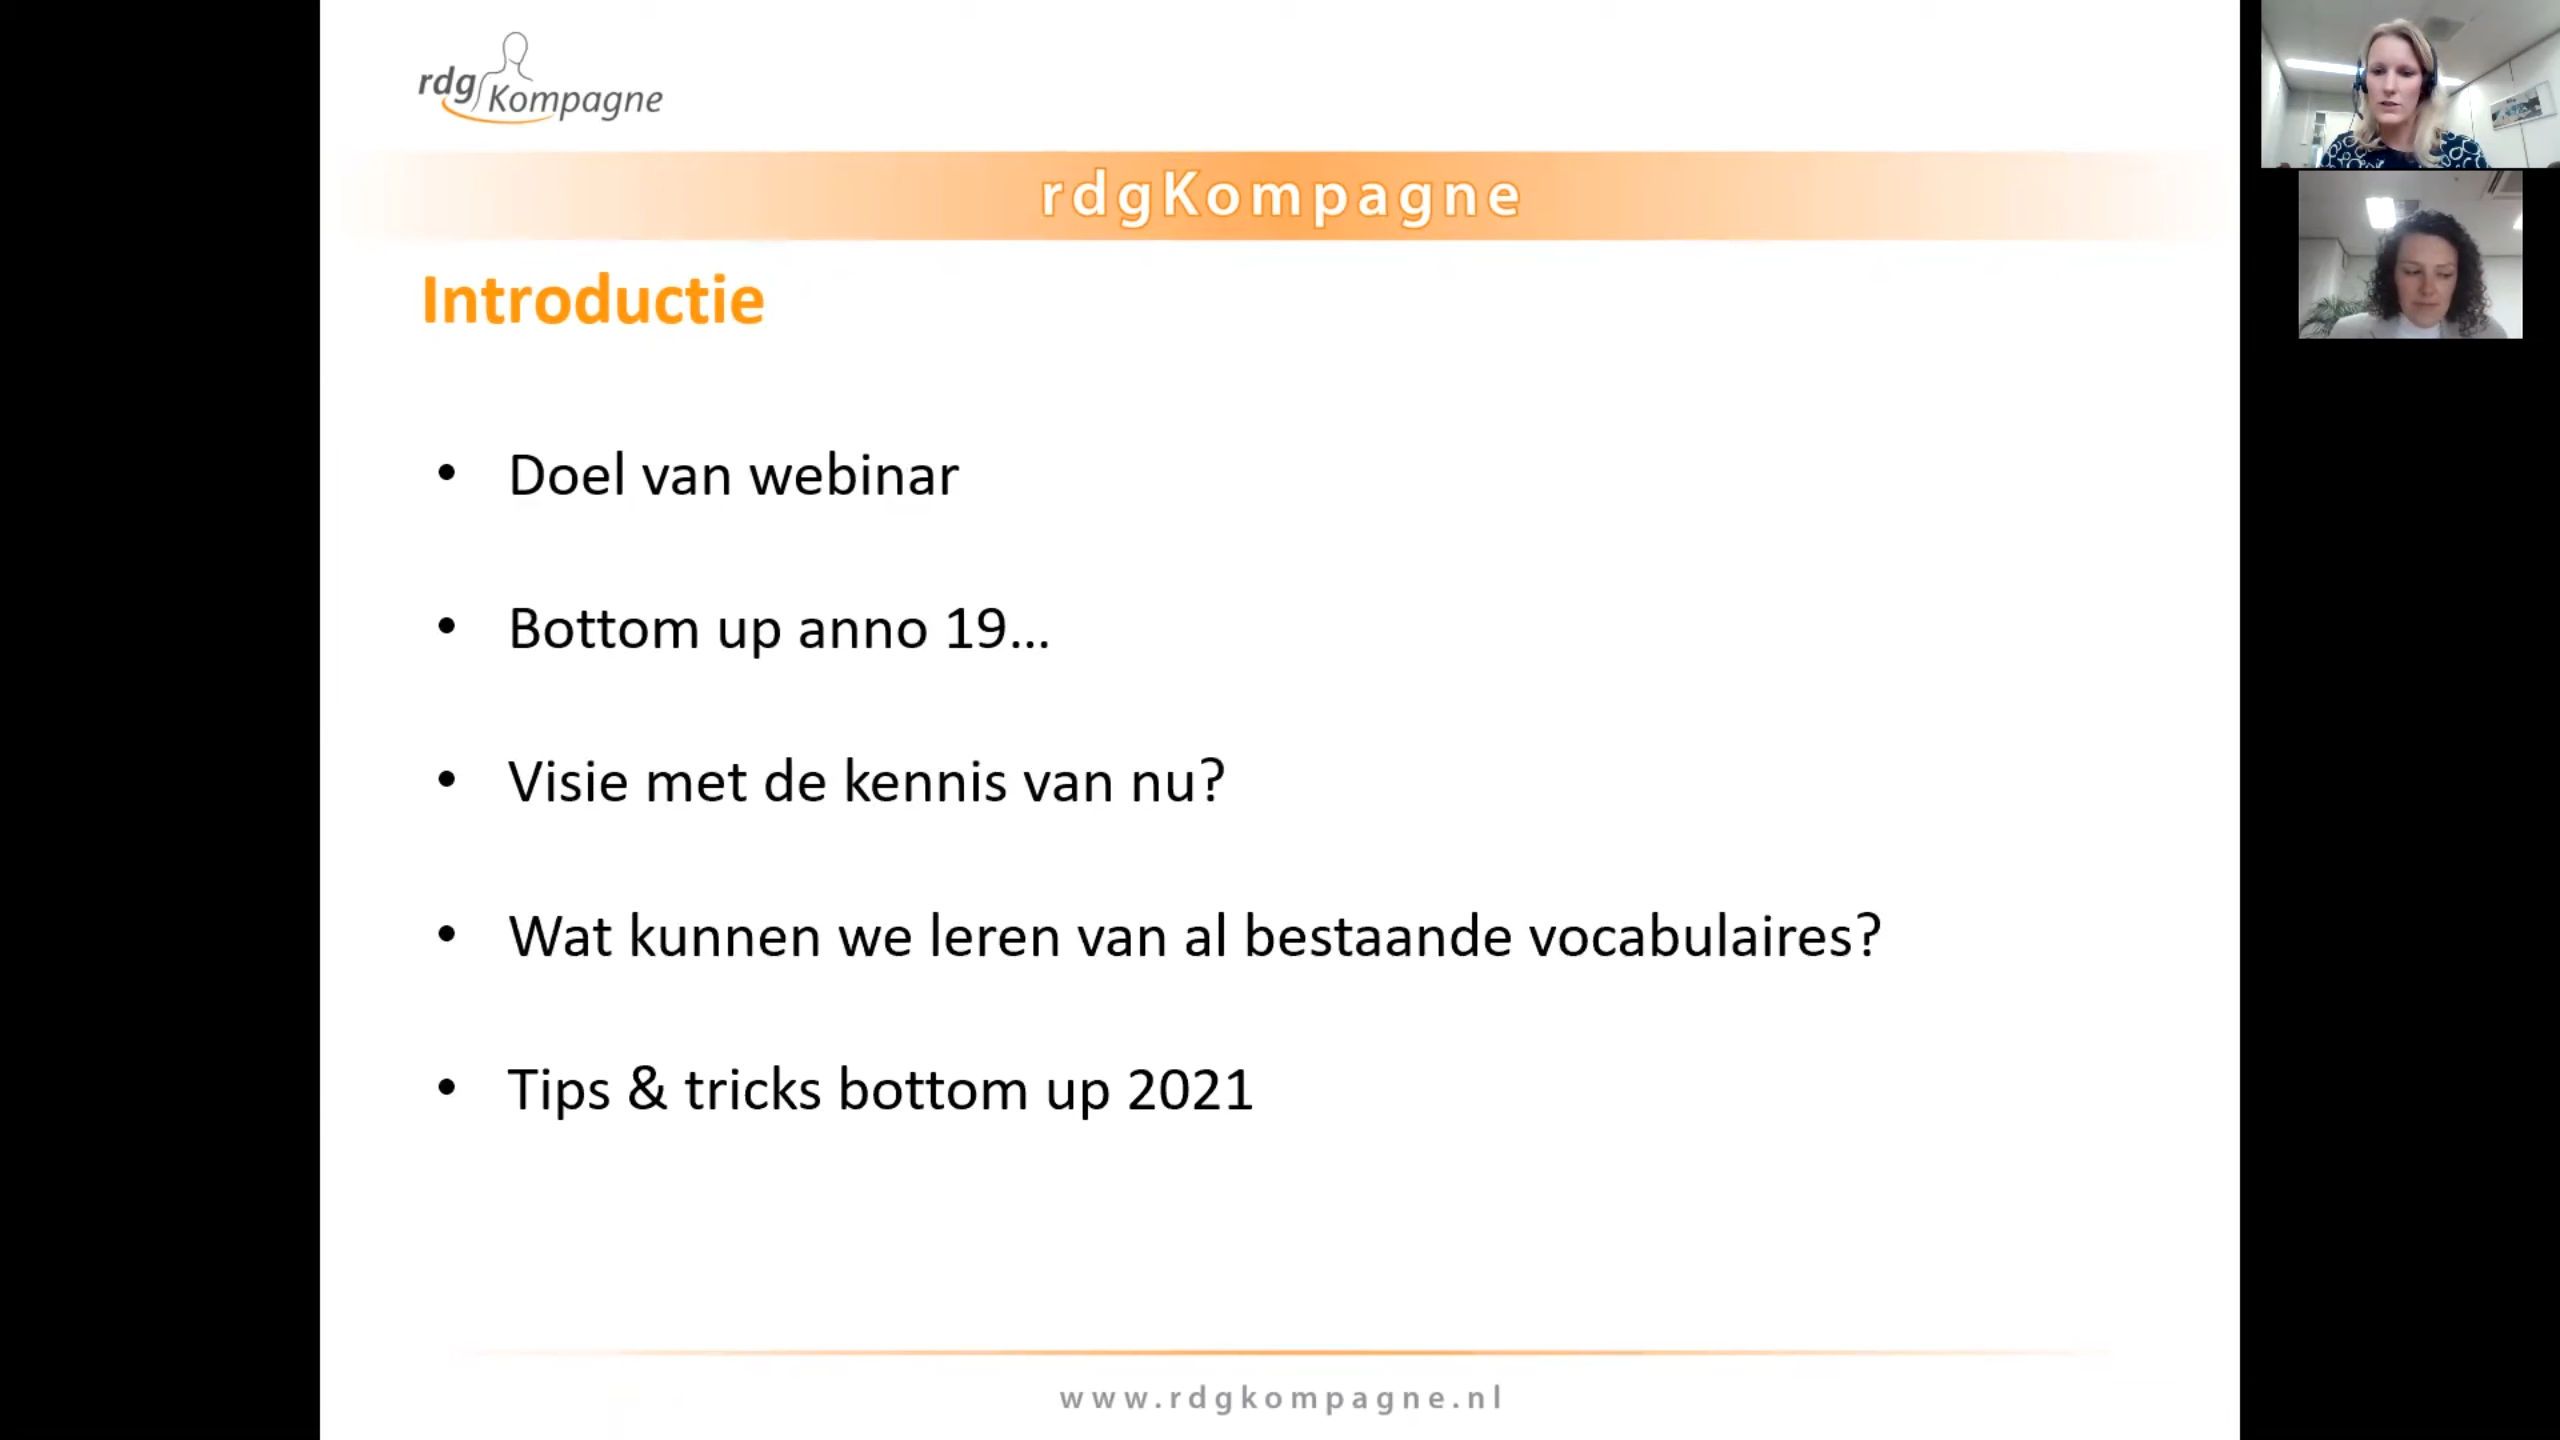 rdg Kompagne
rdgKompagne
Introductie
• Doel van webinar
• Bottom up anno 19...
• Visie met de kennis van nu?
• Wat kunnen we leren van al bestaande vocabulaires?
• Tips & tricks bottom up 2021
www.rdgkompagne.nl